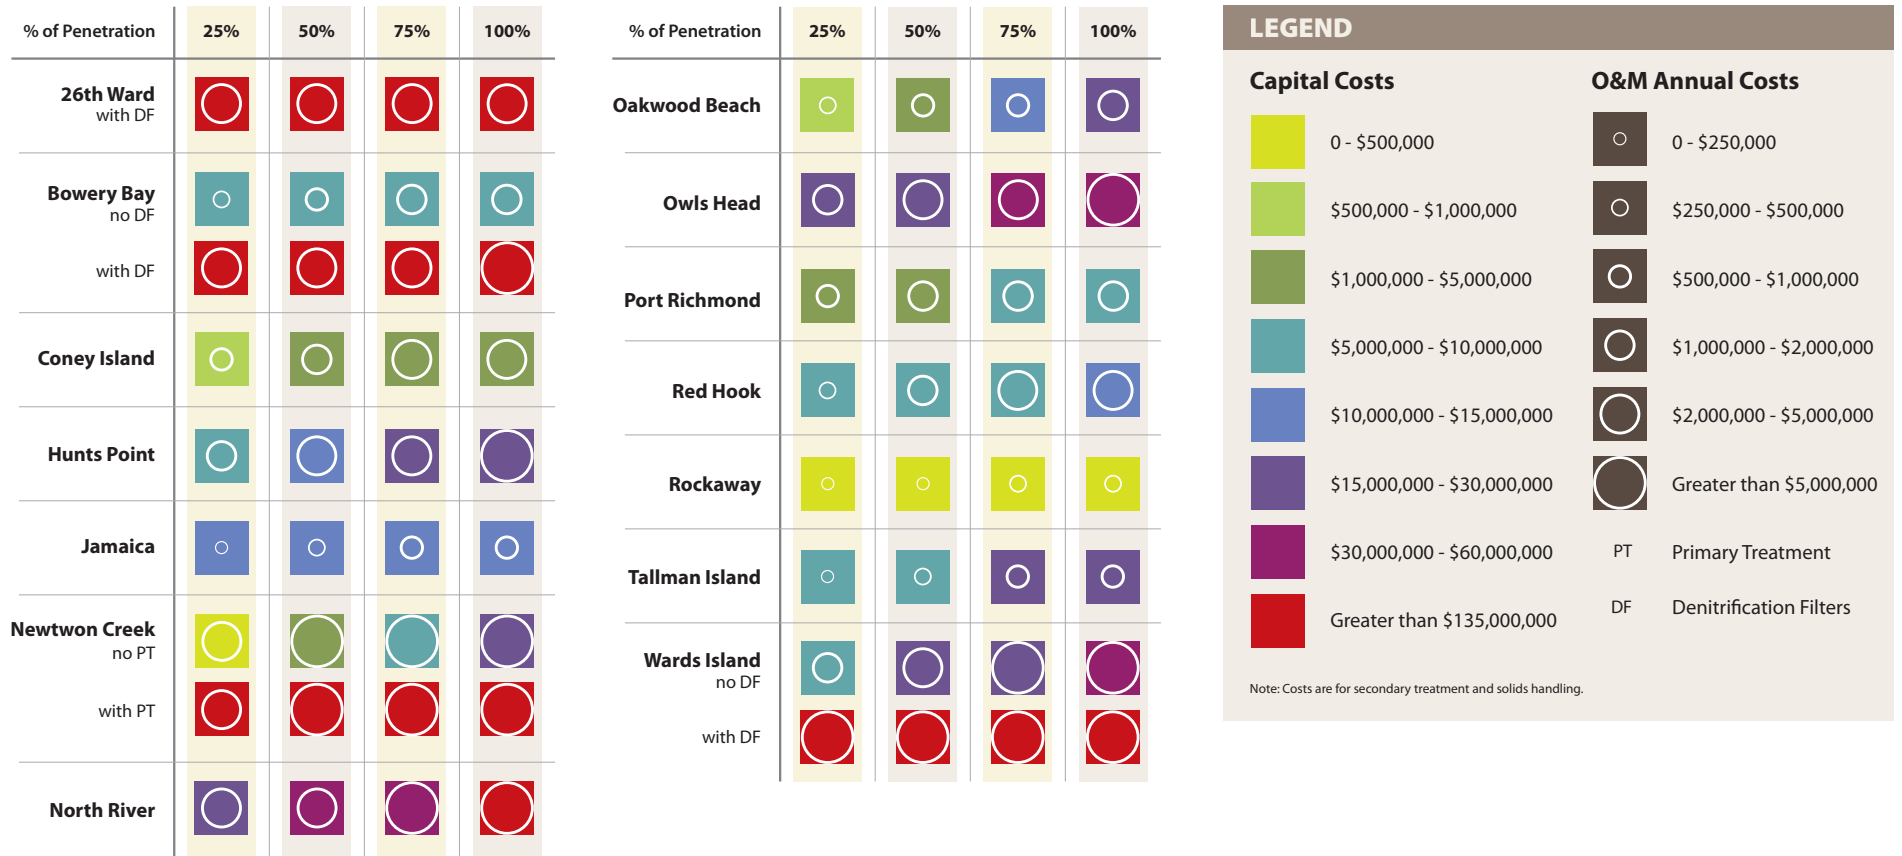 % of Penetration 25% 50% 75% 100%
26th Ward
with DF
Bowery Bay
no DF
with DF
Coney Island
Hunts Point
Jamaica
Newtwon Creek
no PT
with PT
North River
% of Penetration 25% 50% 75% 100%
Oakwood Beach
Owls Head
Port Richmond
Red Hook
Rockaway
Tallman Island
Wards Island
no DF
with DF
LEGEND
Capital Costs
0 - $500,000
$500,000 - $1,000,000
$1,000,000 - $5,000,000
$5,000,000 - $10,000,000
$10,000,000 - $15,000,000
$15,000,000 - $30,000,000
$30,000,000 - $60,000,000
Greater than $135,000,000
O&M Annual Costs
0 - $250,000
$250,000 - $500,000
$500,000 - $1,000,000
$1,000,000 - $2,000,000
$2,000,000 - $5,000,000
Greater than $5,000,000
PT Primary Treatment
DF Denitrification Filters
Note: Costs are for secondary treatment and solids handling.